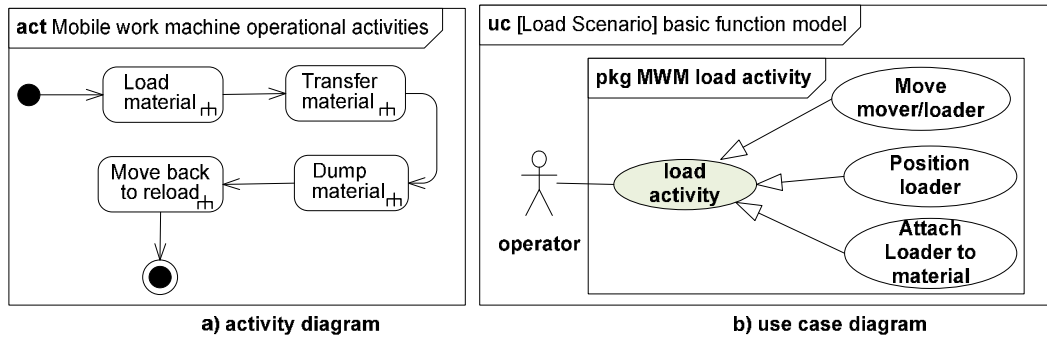 act Mobile work machine operational activities
Load
material
Transfer
material
Move back
to reload
Dump
material
a) activity diagram
uc [Load Scenario] basic function model
pkg MWM load activity
Move
mover/loader
load
activity
Position
loader
operator
Attach
Loader to
material
b) use case diagram